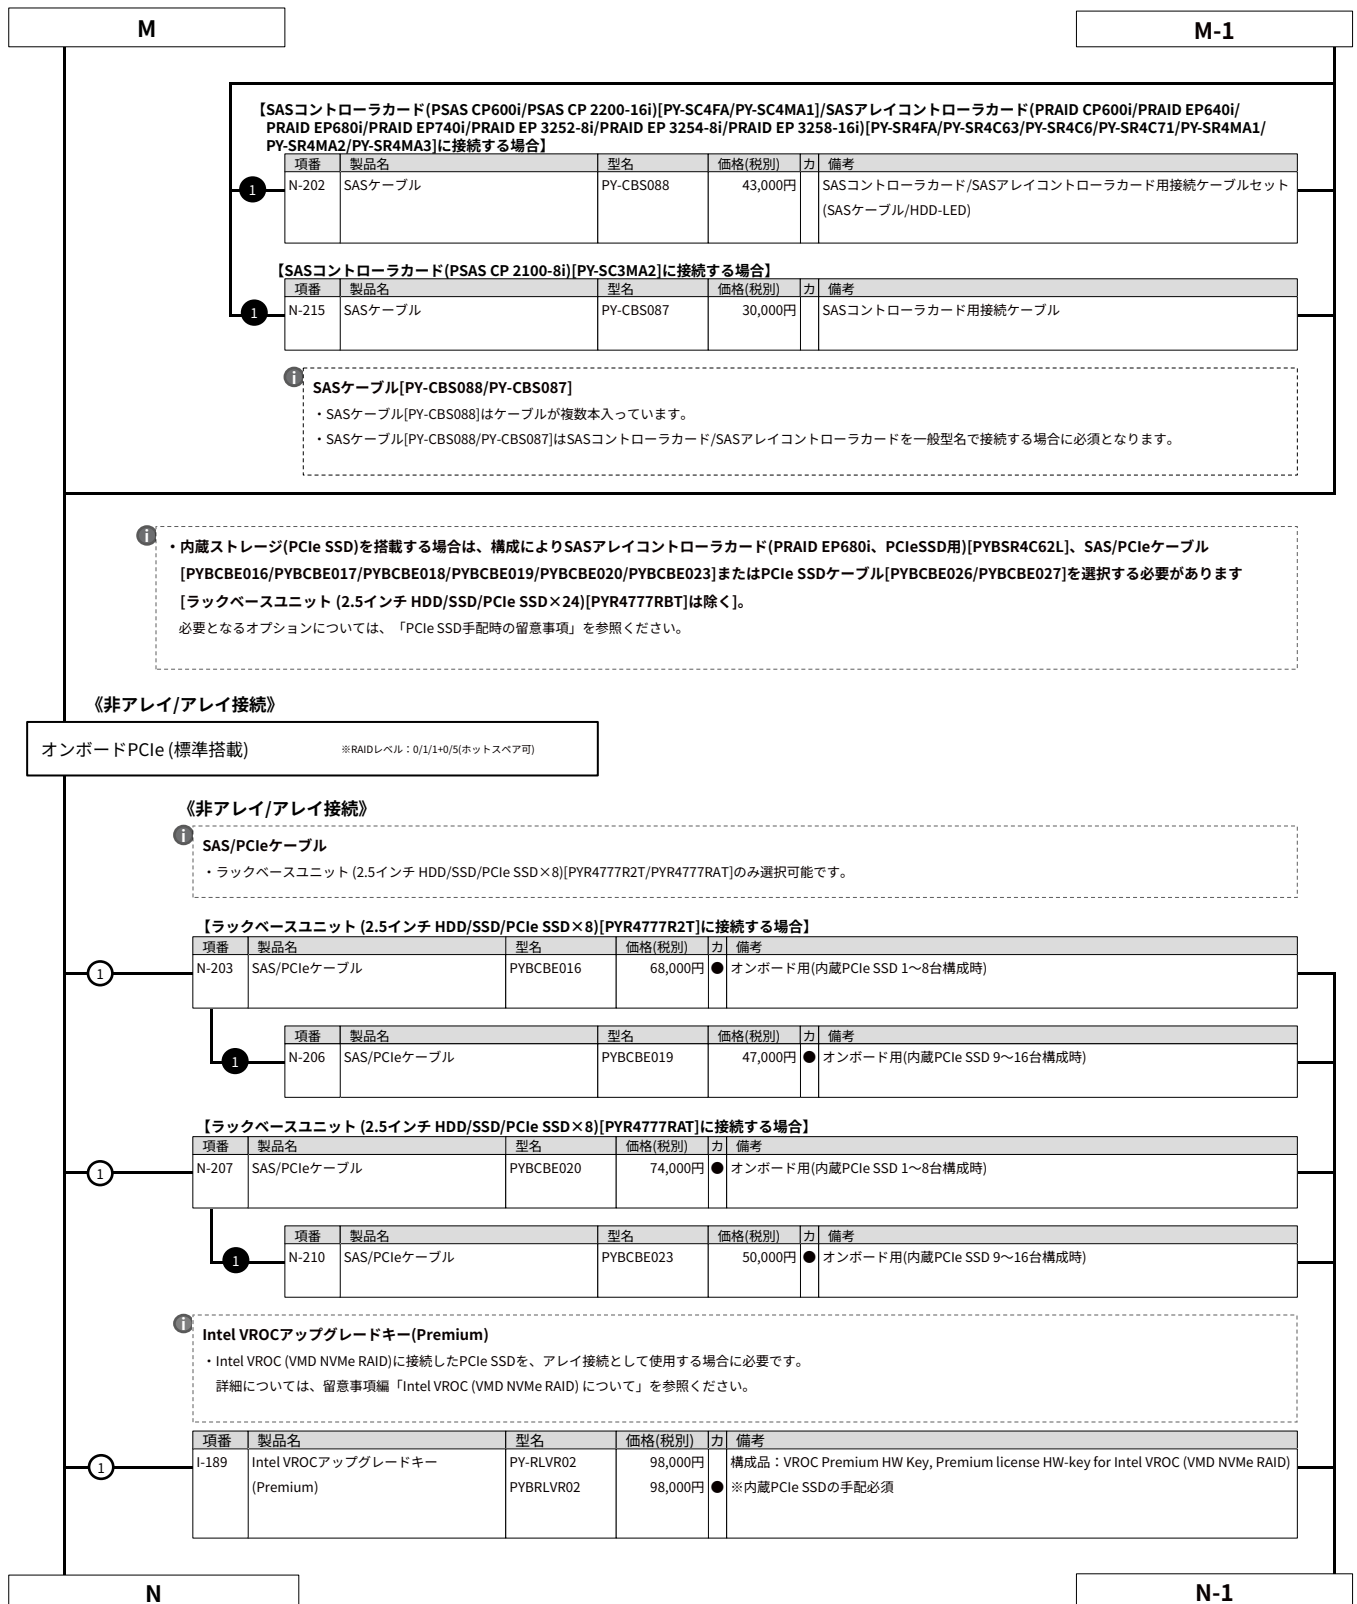 M
M-1
【SASコントローラカード(PSAS CP600i/PSAS CP 2200-16i)[PY-SC4FA/PY-SC4MA1]/SASアレイコントローラカード(PRAID CP600i/PRAID EP640i/
PRAID EP680i/PRAID EP740i/PRAID EP 3252-8i/PRAID EP 3254-8i/PRAID EP 3258-16i)[PY-SR4FA/PY-SR4C63/PY-SR4C6/PY-SR4C71/PY-SR4MA1/
PY-SR4MA2/PY-SR4MA3]に接続する場合】
項番 製品名 型名 価格(税別) カ 備考
1 N-202 SASケーブル PY-CBS088 43,000円 SASコントローラカード/SASアレイコントローラカード用接続ケーブルセット
(SASケーブル/HDD-LED)
【SASコントローラカード(PSAS CP 2100-8i)[PY-SC3MA2]に接続する場合】
項番 製品名 型名 価格(税別) カ 備考
1 N-215 SASケーブル PY-CBS087 30,000円 SASコントローラカード用接続ケーブル
i
SASケーブル[PY-CBS088/PY-CBS087]
・SASケーブル[PY-CBS088]はケーブルが複数本入っています。
・SASケーブル[PY-CBS088/PY-CBS087]はSASコントローラカード/SASアレイコントローラカードを一般型名で接続する場合に必須となります。
i
・内蔵ストレージ(PCIe SSD)を搭載する場合は、構成によりSASアレイコントローラカード(PRAID EP680i、PCIeSSD用)[PYBSR4C62L]、SAS/PCIeケーブル
[PYBCBE016/PYBCBE017/PYBCBE018/PYBCBE019/PYBCBE020/PYBCBE023]またはPCIe SSDケーブル[PYBCBE026/PYBCBE027]を選択する必要があります
[ラックベースユニット (2.5インチ HDD/SSD/PCIe SSD×24)[PYR4777RBT]は除く]。
必要となるオプションについては、「PCIe SSD手配時の留意事項」を参照ください。
《非アレイ/アレイ接続》
オンボードPCIe (標準搭載) ※RAIDレベル：0/1/1+0/5(ホットスペア可)
《非アレイ/アレイ接続》
i
SAS/PCIeケーブル
・ラックベースユニット (2.5インチ HDD/SSD/PCIe SSD×8)[PYR4777R2T/PYR4777RAT]のみ選択可能です。
【ラックベースユニット (2.5インチ HDD/SSD/PCIe SSD×8)[PYR4777R2T]に接続する場合】
項番 製品名 型名 価格(税別) カ 備考
1 N-203 SAS/PCIeケーブル PYBCBE016 68,000円 ● オンボード用(内蔵PCIe SSD 1～8台構成時)
項番 製品名 型名 価格(税別) カ 備考
1 N-206 SAS/PCIeケーブル PYBCBE019 47,000円 ● オンボード用(内蔵PCIe SSD 9～16台構成時)
【ラックベースユニット (2.5インチ HDD/SSD/PCIe SSD×8)[PYR4777RAT]に接続する場合】
項番 製品名 型名 価格(税別) カ 備考
1 N-207 SAS/PCIeケーブル PYBCBE020 74,000円 ● オンボード用(内蔵PCIe SSD 1～8台構成時)
項番 製品名 型名 価格(税別) カ 備考
1 N-210 SAS/PCIeケーブル PYBCBE023 50,000円 ● オンボード用(内蔵PCIe SSD 9～16台構成時)
i
Intel VROCアップグレードキー(Premium)
・Intel VROC (VMD NVMe RAID)に接続したPCIe SSDを、アレイ接続として使用する場合に必要です。
詳細については、留意事項編「Intel VROC (VMD NVMe RAID) について」を参照ください。
項番 製品名 型名 価格(税別) カ 備考
1 I-189 Intel VROCアップグレードキー PY-RLVR02 98,000円 構成品：VROC Premium HW Key, Premium license HW-key for Intel VROC (VMD NVMe RAID)
(Premium) PYBRLVR02 98,000円 ● ※内蔵PCIe SSDの手配必須
N
N-1